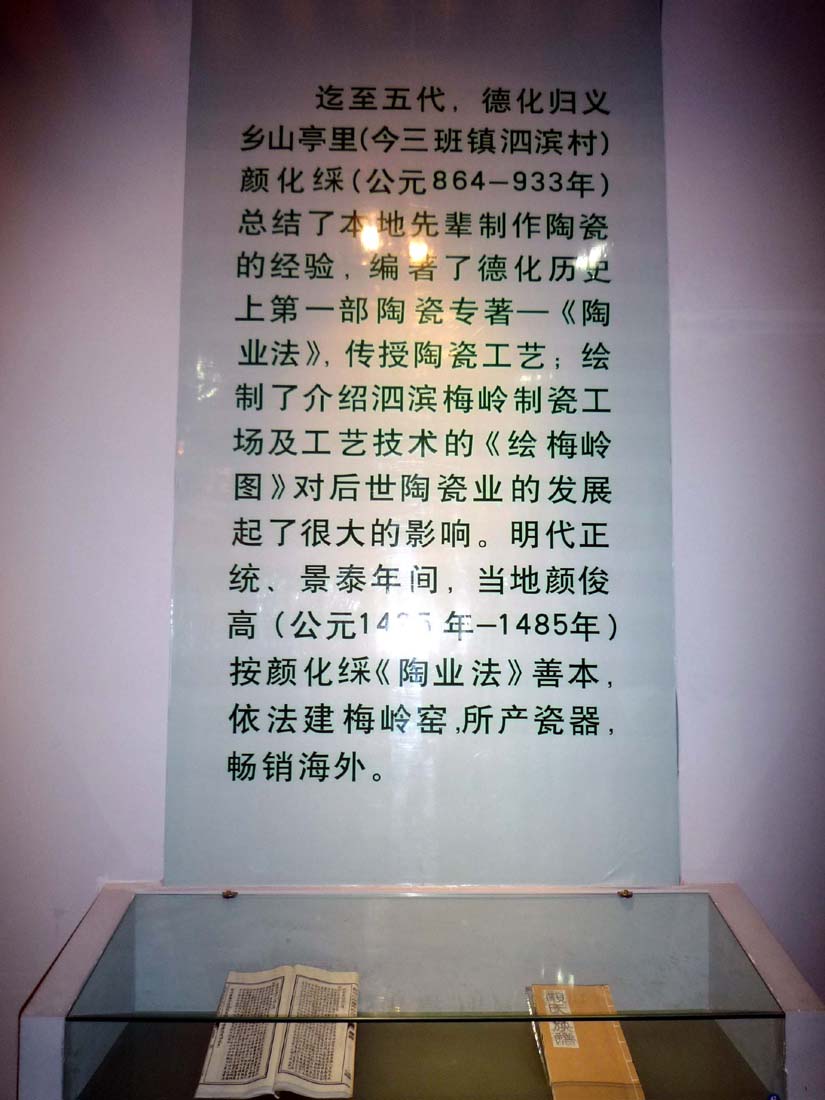 迄至五代，德化归义
乡山亭里(今三班镇泗滨村)
颜化綵(公元864—933年)
总结了本地先辈制作陶瓷
的经验，编著了德化历史
上第一部陶瓷专著—《陶
业法》，传授陶瓷工艺；绘
制了介绍泗滨梅岭制瓷工
场及工艺技术的《绘梅岭
图》对后世陶瓷业的发展
起了很大的影响。明代正
统、景泰年间，当地颜俊
高（公元 年—1485年）
按颜化綵《陶业法》善本，
依法建梅岭窑,所产瓷器，
畅销海外。